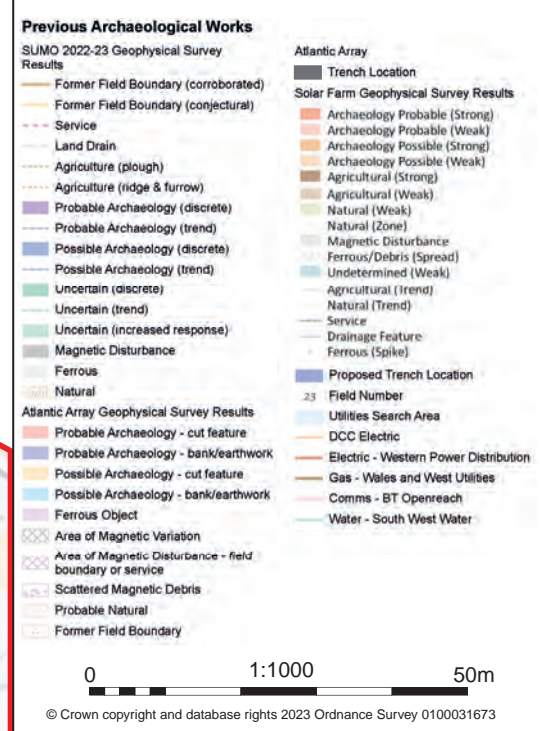 Previous Archaeological Works
SUMO 2022-23 Geophysical Survey
Results
Former Field Boundary (corroborated)
Former Field Boundary (conjectural)
Service
Land Drain
Agriculture (plough)
Agriculture (ridge & furrow)
Probable Archaeology (discrete)
Probable Archaeology (trend)
Possible Archaeology (discrete)
Possible Archaeology (trend)
Uncertain (discrete)
Uncertain (trend)
Uncertain (increased response)
Magnetic Disturbance
Ferrous
Natural
Atlantic Array Geophysical Survey Results
Probable Archaeology - cut feature
Probable Archaeology - bank/earthwork
Possible Archaeology - cut feature
Possible Archaeology - bank/earthwork
Ferrous Object
Area of Magnetic Variation
Area of Magnetic Disturbance - field
boundary or service
Scattered Magnetic Debris
Probable Natural
Former Field Boundary
Atlantic Array
Trench Location
Solar Farm Geophysical Survey Results
Archaeology Probable (Strong)
Archaeology Probable (Weak)
Archaeology Possible (Strong)
Archaeology Possible (Weak)
Agricultural (Strong)
Agricultural (Weak)
Natural (Weak)
Natural (Zone)
Magnetic Disturbance
Ferrous/Debris (Spread)
Undetermined (Weak)
Agricultural (Trend)
Natural (Trend)
Service
Drainage Feature
Ferrous (Spike)
Proposed Trench Location
23 Field Number
Utilities Search Area
DCC Electric
Electric - Western Power Distribution
Gas - Wales and West Utilities
Comms - BT Openreach
Water - South West Water
0 1:1000 50m
© Crown copyright and database rights 2023 Ordnance Survey 0100031673